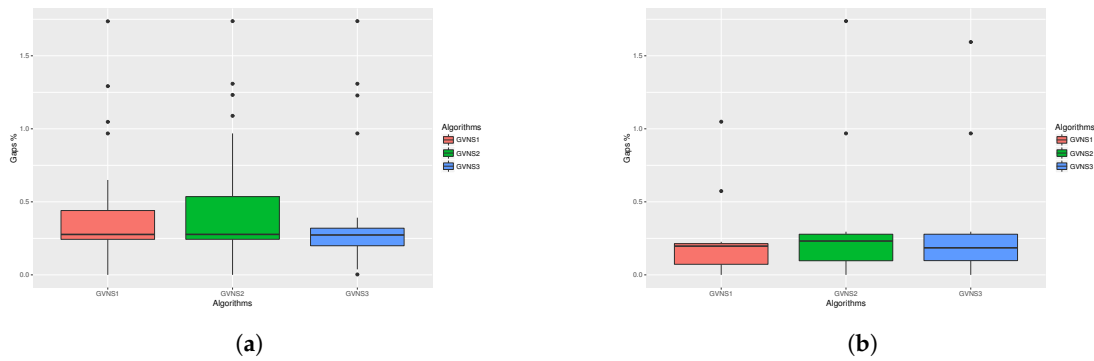 1.5
1.0
0.5
0.0
Gaps %
GVNS1 GVNS2 GVNS3
Algorithms
Algorithms
GVNS1
GVNS2
GVNS3
(a)
1.5
1.0
0.5
0.0
Gaps %
GVNS1 GVNS2 GVNS3
Algorithms
Algorithms
GVNS1
GVNS2
GVNS3
(b)